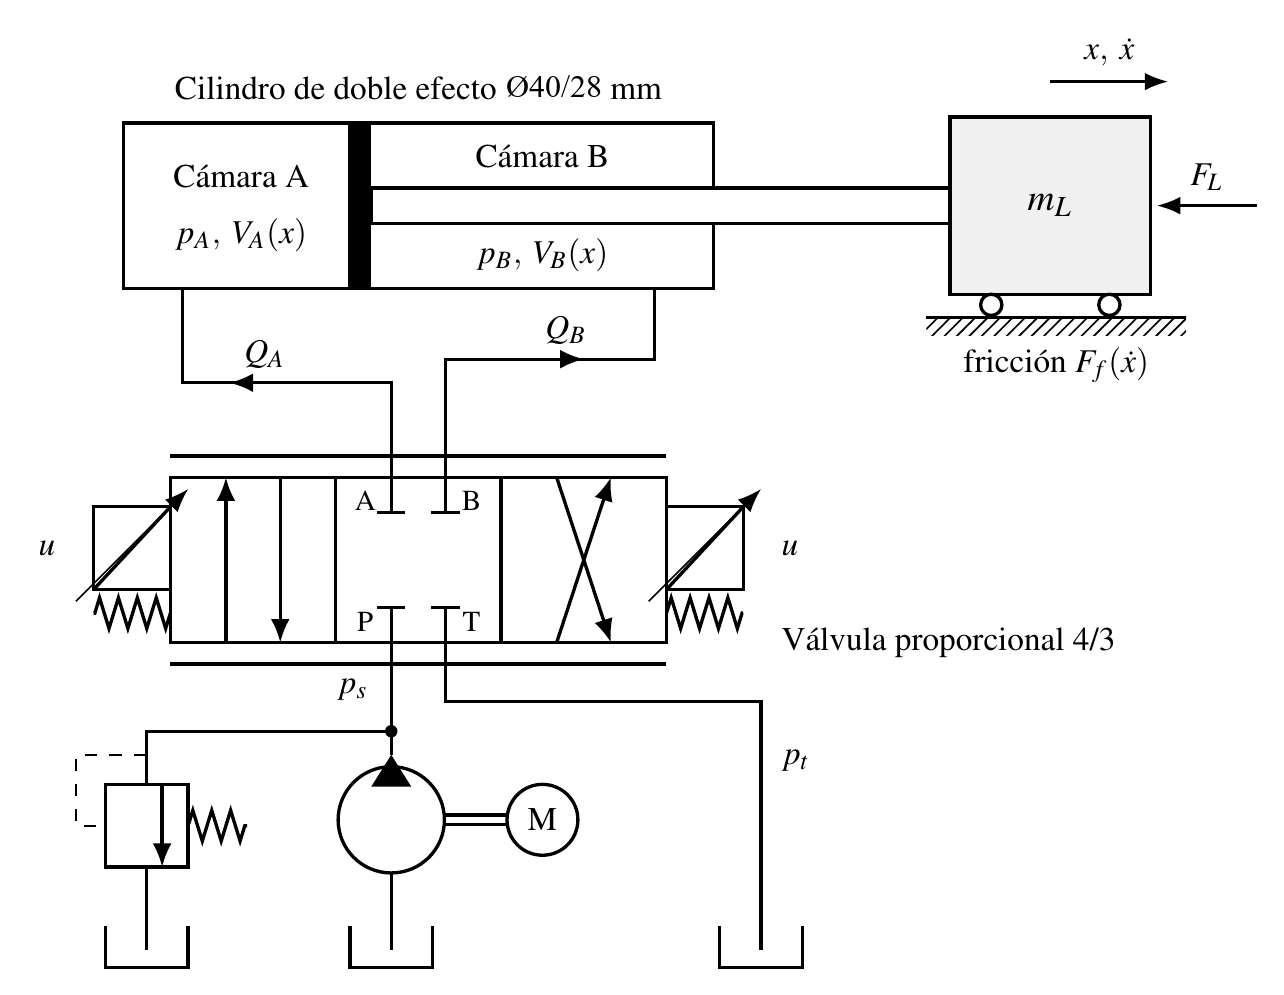 x, ẋ
Cilindro de doble efecto Ø40/28 mm
Cámara A
p_A, V_A(x)
Cámara B
p_B, V_B(x)
m_L
F_L
fricción F_f(ẋ)
Q_A
Q_B
A
B
u
u
P
T
Válvula proporcional 4/3
p_s
p_t
M